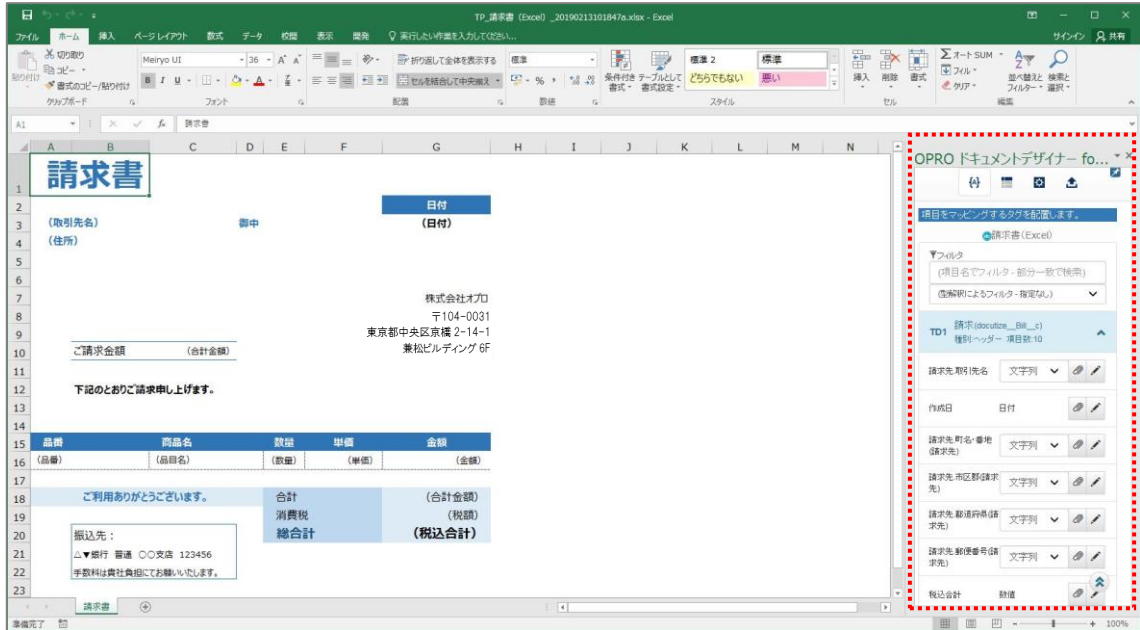 TP_請求書 (Excel) _20190213101847a.xlsx - Excel
ファイル ホーム 挿入 ページレイアウト 数式 データ 校閲 表示 開発 実行したい作業を入力してください... サインイン 共有
切り取り
コピー
書式のコピー/貼り付け
貼り付け
Meiryo UI 36
B I U
折り返して全体を表示する
セルを結合して中央揃え
標準
条件付き書式 テーブルとして書式設定
標準 2 標準
どちらでもない 悪い
挿入 削除 書式
オート SUM
フィル
クリア
並べ替えとフィルター 検索と選択
クリップボード フォント 配置 数値 スタイル セル 編集
A1 fx 請求書
A B C D E F G H I J K L M N
1 請求書
2 日付
3 (取引先名) 御中 (日付)
4 (住所)
5
6
7 株式会社オプロ
8 〒104-0031
9 東京都中央区京橋 2-14-1
10 ご請求金額 (合計金額) 兼松ビルディング 6F
11
12 下記のとおりご請求申し上げます。
13
14
15 品番 商品名 数量 単価 金額
16 (品番) (品目名) (数量) (単価) (金額)
17
18 ご利用ありがとうございます。 合計 (合計金額)
19 消費税 (税額)
20 振込先： 総合計 (税込合計)
21 △▼銀行 普通 〇〇支店 123456
22 手数料は貴社負担にてお願いいたします。
23
請求書
準備完了
100%
OPRO ドキュメントデザイナー fo...
項目をマッピングするタグを配置します。
請求書(Excel)
フィルタ
(項目名でフィルタ - 部分一致で検索)
(型解釈によるフィルタ - 指定なし)
TD1 請求(docutize__Bill__c)
種別:ヘッダー 項目数:10
請求先.取引先名 文字列
作成日 日付
請求先.町名・番地(請求先) 文字列
請求先.市区郡(請求先) 文字列
請求先.都道府県(請求先) 文字列
請求先.郵便番号(請求先) 文字列
税込合計 数値